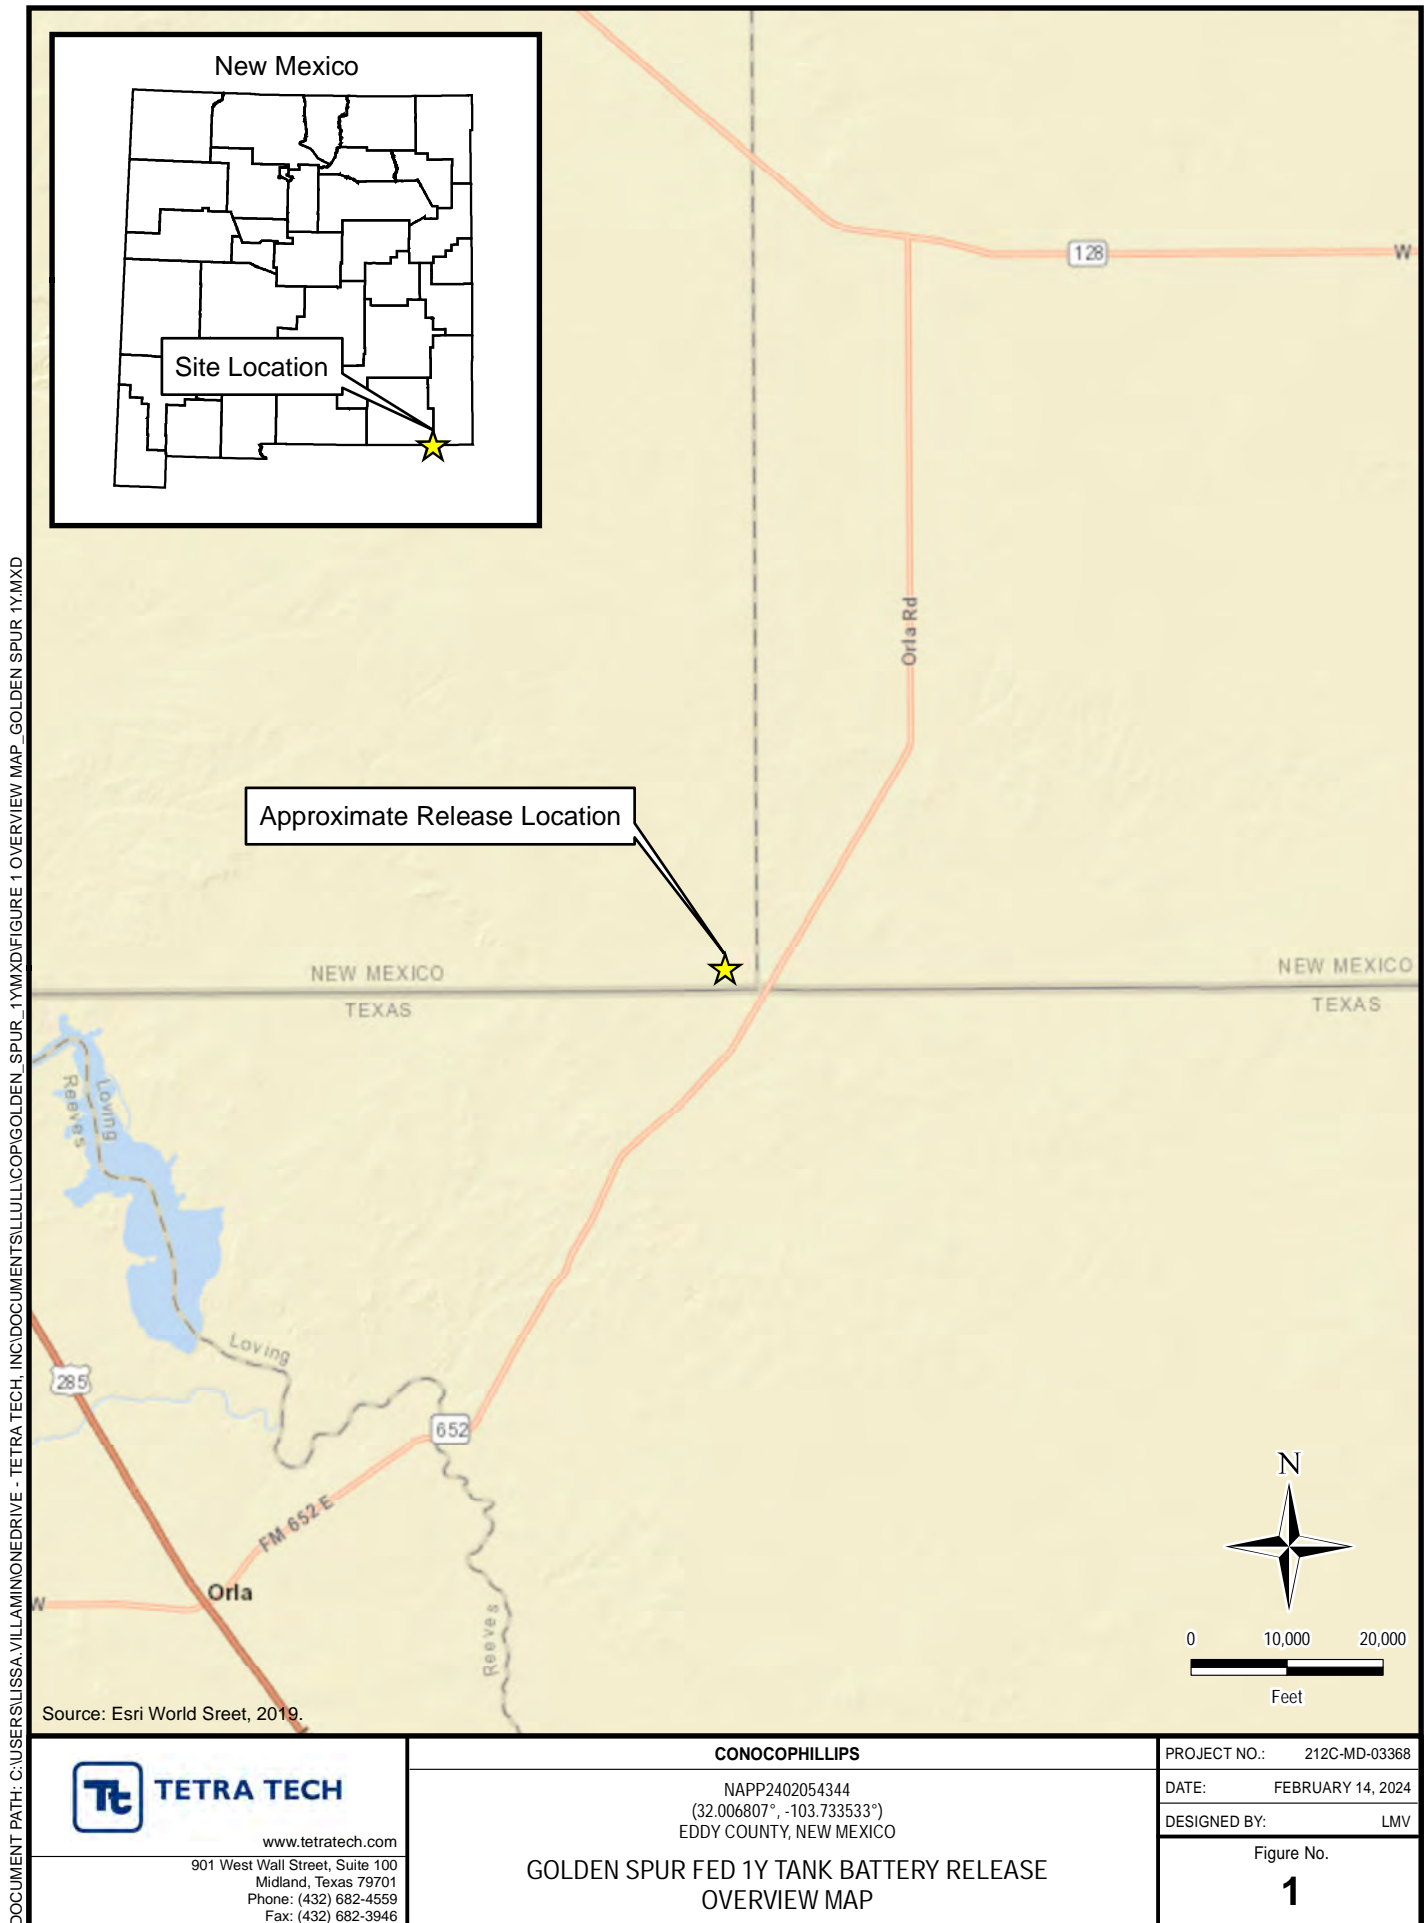 New Mexico
Site Location
128
W
Orla Rd
Approximate Release Location
NEW MEXICO
NEW MEXICO
TEXAS
TEXAS
Loving
Reeves
Loving
285
652
FM 652 E
Orla
W
Reeves
N
0 10,000 20,000
Feet
Source: Esri World Sreet, 2019.
DOCUMENT PATH: C:\USERS\LISSA.VILLAMIN\ONEDRIVE - TETRA TECH, INC\DOCUMENTS\LLULL\COP\GOLDEN_SPUR_1Y\MXD\FIGURE 1 OVERVIEW MAP_GOLDEN SPUR 1Y.MXD
Tt TETRA TECH
www.tetratech.com
901 West Wall Street, Suite 100
Midland, Texas 79701
Phone: (432) 682-4559
Fax: (432) 682-3946
CONOCOPHILLIPS
NAPP2402054344
(32.006807°, -103.733533°)
EDDY COUNTY, NEW MEXICO
GOLDEN SPUR FED 1Y TANK BATTERY RELEASE
OVERVIEW MAP
PROJECT NO.: 212C-MD-03368
DATE: FEBRUARY 14, 2024
DESIGNED BY: LMV
Figure No.
1